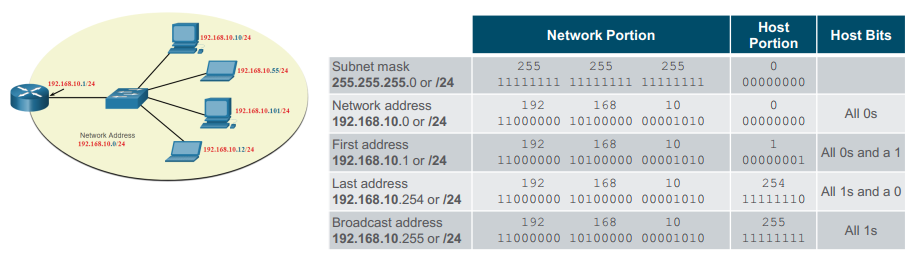 192.168.10.10/24
192.168.10.55/24
192.168.10.1/24
192.168.10.101/24
Network Address
192.168.10.0/24
192.168.10.12/24
Network Portion
Host
Portion
Host Bits
Subnet mask
255.255.255.0 or /24
255 255 255
11111111 11111111 11111111
0
00000000
Network address
192.168.10.0 or /24
192 168 10
11000000 10100000 00001010
0
00000000
All 0s
First address
192.168.10.1 or /24
192 168 10
11000000 10100000 00001010
1
00000001
All 0s and a 1
Last address
192.168.10.254 or /24
192 168 10
11000000 10100000 00001010
254
11111110
All 1s and a 0
Broadcast address
192.168.10.255 or /24
192 168 10
11000000 10100000 00001010
255
11111111
All 1s